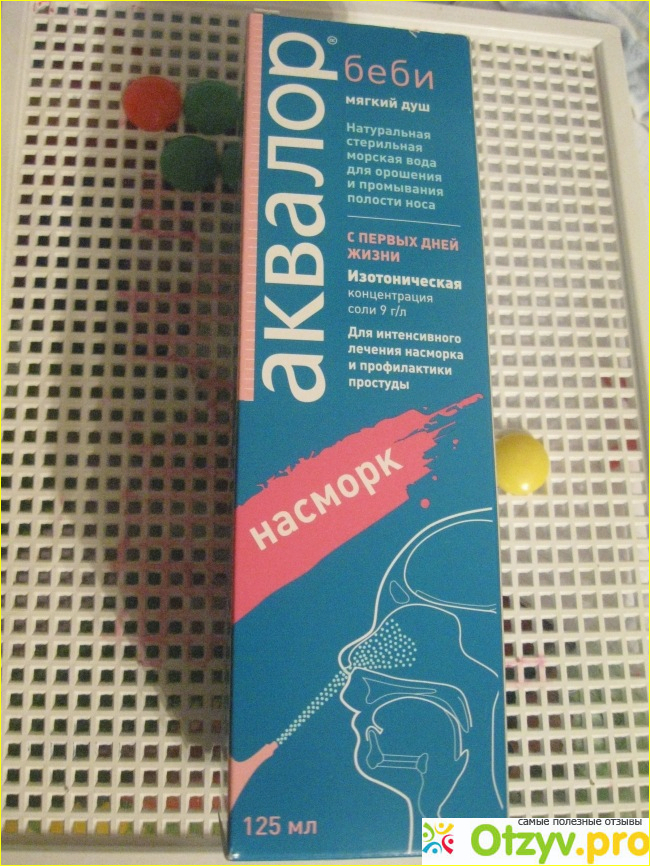 аквалор®
беби
мягкий душ
Натуральная
стерильная
морская вода
для орошения
и промывания
полости носа
С ПЕРВЫХ ДНЕЙ
ЖИЗНИ
Изотоническая
концентрация
соли 9 г/л
Для интенсивного
лечения насморка
и профилактики
простуды
насморк
125 мл
самые полезные отзывы
Otzyv.pro